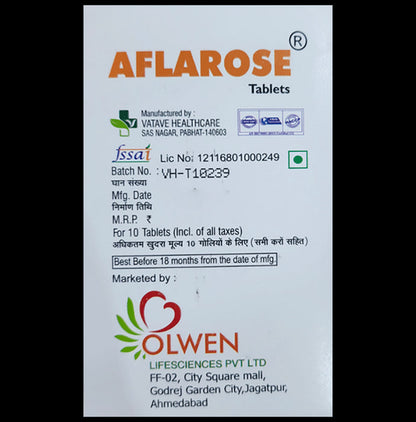 AFLAROSE®
Tablets
Manufactured by :
VATAVE HEALTHCARE
SAS NAGAR, PABHAT-140603
fssai Lic No: 12116801000249
Batch No. : VH-T10239
घान संख्या
Mfg. Date
निर्माण तिथि
M.R.P. ₹
For 10 Tablets (Incl. of all taxes)
अधिकतम खुदरा मूल्य 10 गोलियों के लिए (सभी करों सहित)
Best Before 18 months from the date of mfg.
Marketed by :
OLWEN
LIFESCIENCES PVT LTD
FF-02, City Square mall,
Godrej Garden City,Jagatpur,
Ahmedabad